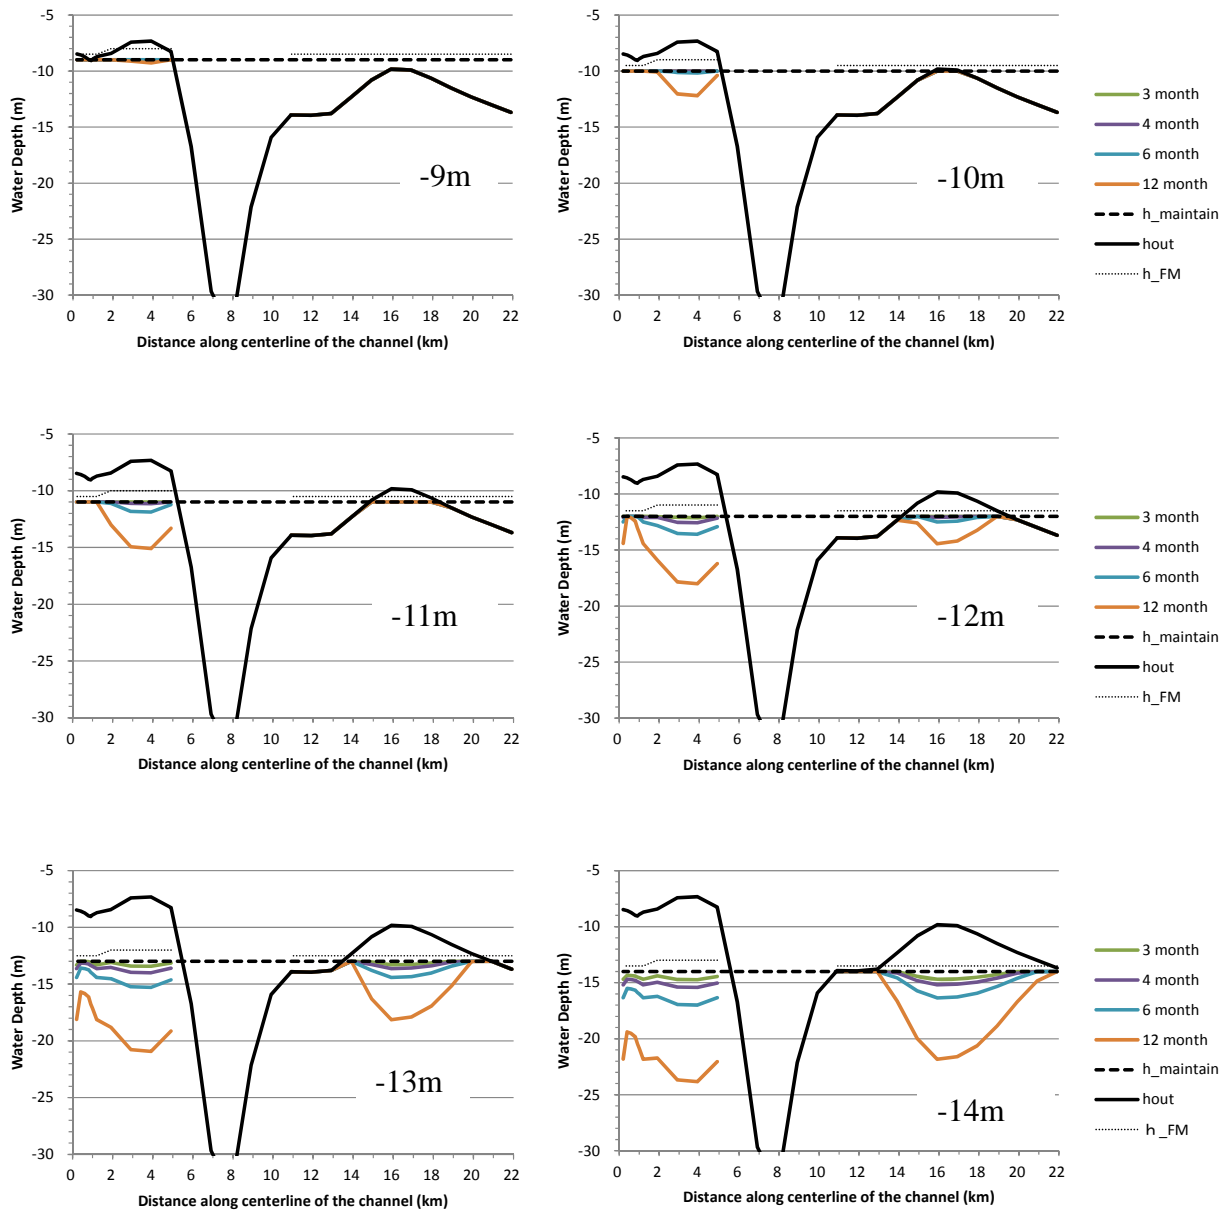 -5
-10
-15
-20
-25
-30
Water Depth (m)
-9m
0 2 4 6 8 10 12 14 16 18 20 22
Distance along centerline of the channel (km)
-5
-10
-15
-20
-25
-30
Water Depth (m)
-10m
0 2 4 6 8 10 12 14 16 18 20 22
Distance along centerline of the channel (km)
3 month
4 month
6 month
12 month
h_maintain
hout
h_FM
-5
-10
-15
-20
-25
-30
Water Depth (m)
-11m
0 2 4 6 8 10 12 14 16 18 20 22
Distance along centerline of the channel (km)
-5
-10
-15
-20
-25
-30
Water Depth (m)
-12m
0 2 4 6 8 10 12 14 16 18 20 22
Distance along centerline of the channel (km)
3 month
4 month
6 month
12 month
h_maintain
hout
h_FM
-5
-10
-15
-20
-25
-30
Water Depth (m)
-13m
0 2 4 6 8 10 12 14 16 18 20 22
Distance along centerline of the channel (km)
-5
-10
-15
-20
-25
-30
Water Depth (m)
-14m
0 2 4 6 8 10 12 14 16 18 20 22
Distance along centerline of the channel (km)
3 month
4 month
6 month
12 month
h_maintain
hout
h_FM